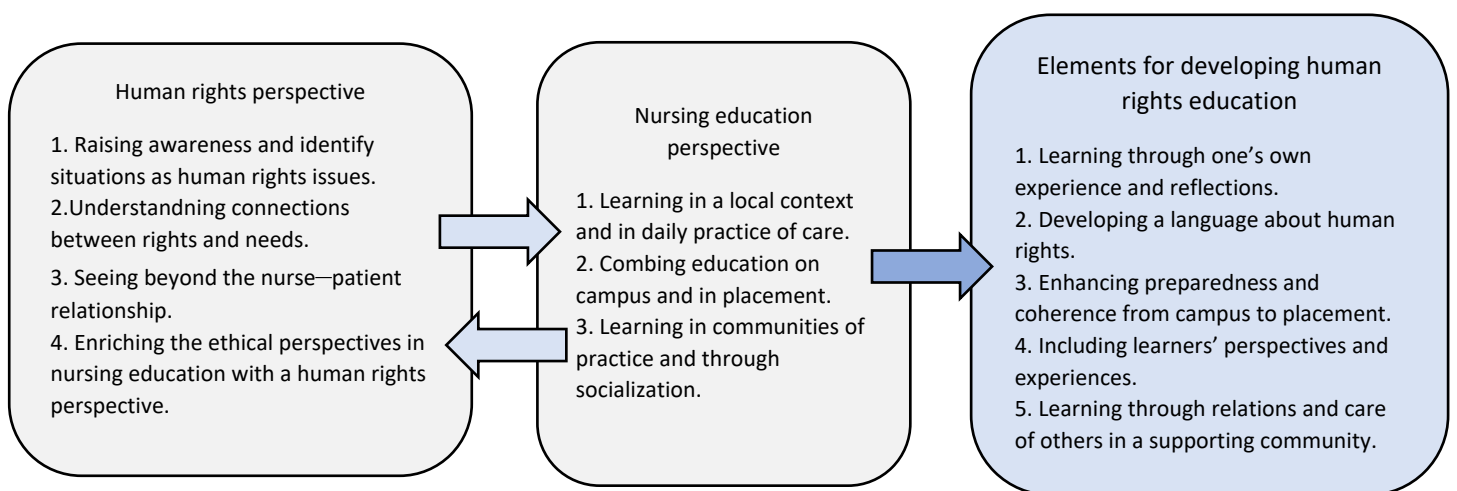 Human rights perspective
1. Raising awareness and identify
situations as human rights issues.
2.Understandning connections
between rights and needs.
3. Seeing beyond the nurse—patient
relationship.
4. Enriching the ethical perspectives in
nursing education with a human rights
perspective.
Nursing education
perspective
1. Learning in a local context
and in daily practice of care.
2. Combing education on
campus and in placement.
3. Learning in communities of
practice and through
socialization.
Elements for developing human
rights education
1. Learning through one’s own
experience and reflections.
2. Developing a language about human
rights.
3. Enhancing preparedness and
coherence from campus to placement.
4. Including learners’ perspectives and
experiences.
5. Learning through relations and care
of others in a supporting community.